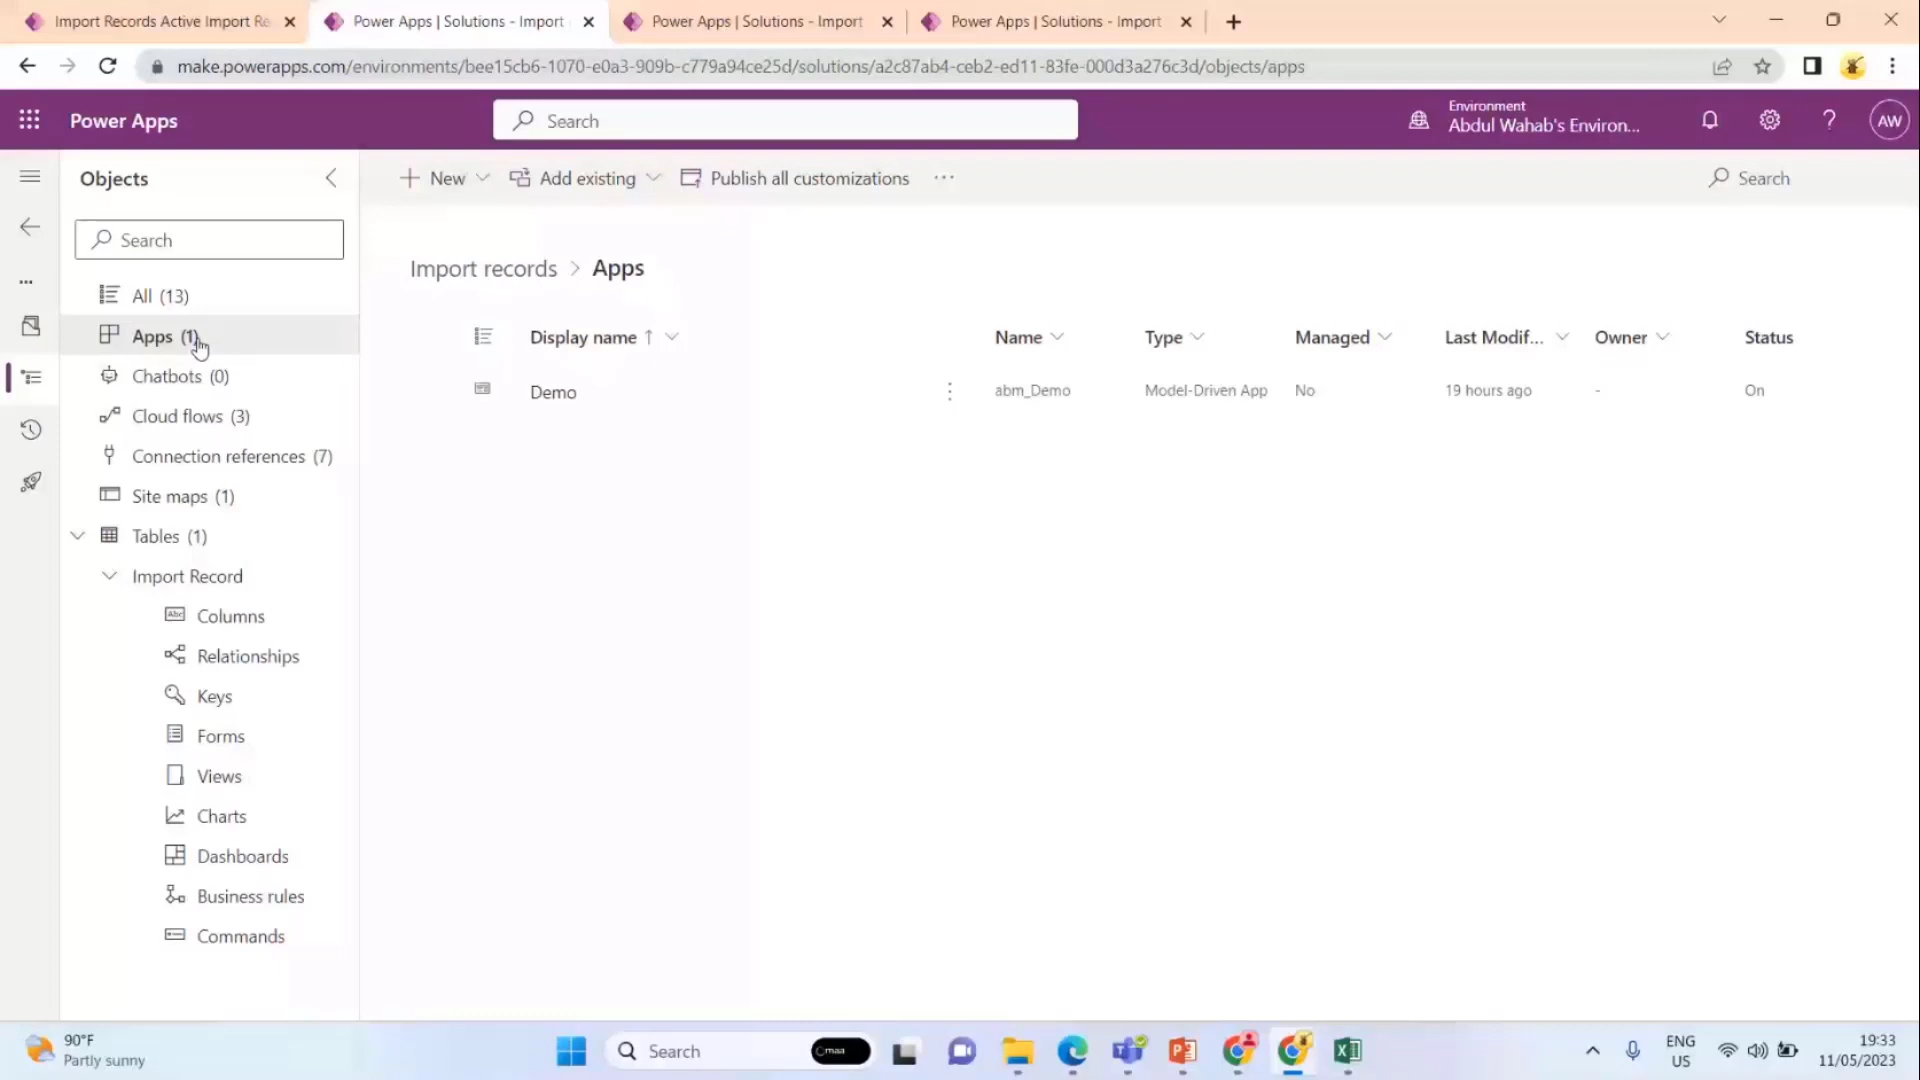 Import Records Active Import Re
Power Apps | Solutions - Import
Power Apps | Solutions - Import
Power Apps | Solutions - Import
make.powerapps.com/environments/bee15cb6-1070-e0a3-909b-c779a94ce25d/solutions/a2c87ab4-ceb2-ed11-83fe-000d3a276c3d/objects/apps
Power Apps
Search
Environment
Abdul Wahab's Environ...
AW
Objects
New
Add existing
Publish all customizations
Search
Search
Import records > Apps
All (13)
Apps (1)
Chatbots (0)
Cloud flows (3)
Connection references (7)
Site maps (1)
Tables (1)
Import Record
Columns
Relationships
Keys
Forms
Views
Charts
Dashboards
Business rules
Commands
Display name ↑ Name Type Managed Last Modif... Owner Status
Demo abm_Demo Model-Driven App No 19 hours ago - On
90°F
Partly sunny
Search
maa
ENG
US
19:33
11/05/2023